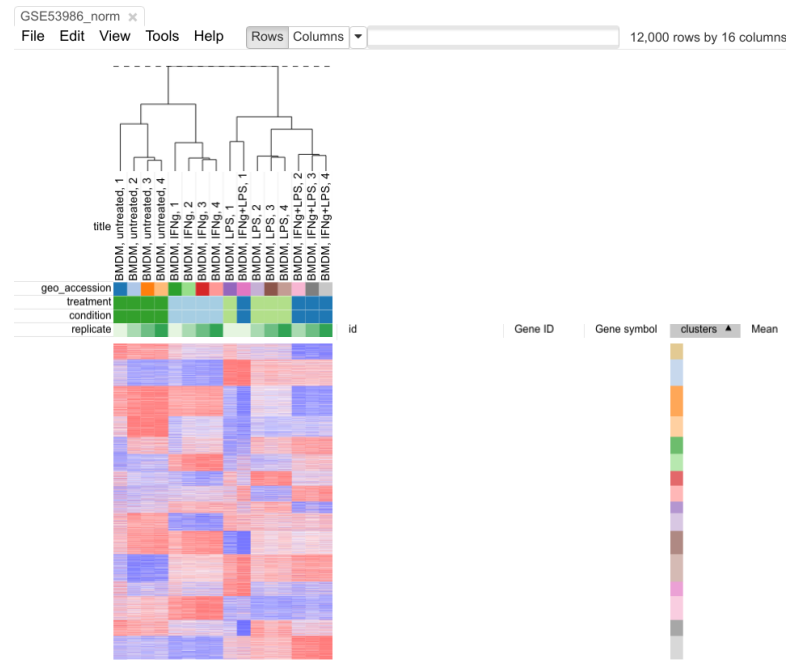 GSE53986_norm ×
File Edit View Tools Help Rows Columns 12,000 rows by 16 columns
title
BMDM, untreated, 1
BMDM, untreated, 2
BMDM, untreated, 3
BMDM, untreated, 4
BMDM, IFNg, 1
BMDM, IFNg, 2
BMDM, IFNg, 3
BMDM, IFNg, 4
BMDM, LPS, 1
BMDM, IFNg+LPS, 1
BMDM, LPS, 2
BMDM, LPS, 3
BMDM, LPS, 4
BMDM, IFNg+LPS, 2
BMDM, IFNg+LPS, 3
BMDM, IFNg+LPS, 4
geo_accession
treatment
condition
replicate id Gene ID Gene symbol clusters ▲ Mean